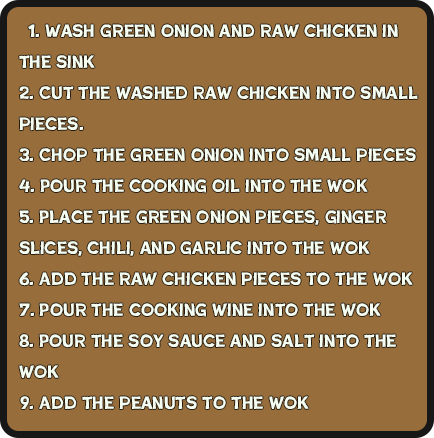 1. WASH GREEN ONION AND RAW CHICKEN IN
THE SINK
2. CUT THE WASHED RAW CHICKEN INTO SMALL
PIECES.
3. CHOP THE GREEN ONION INTO SMALL PIECES
4. POUR THE COOKING OIL INTO THE WOK
5. PLACE THE GREEN ONION PIECES, GINGER
SLICES, CHILI, AND GARLIC INTO THE WOK
6. ADD THE RAW CHICKEN PIECES TO THE WOK
7. POUR THE COOKING WINE INTO THE WOK
8. POUR THE SOY SAUCE AND SALT INTO THE
WOK
9. ADD THE PEANUTS TO THE WOK